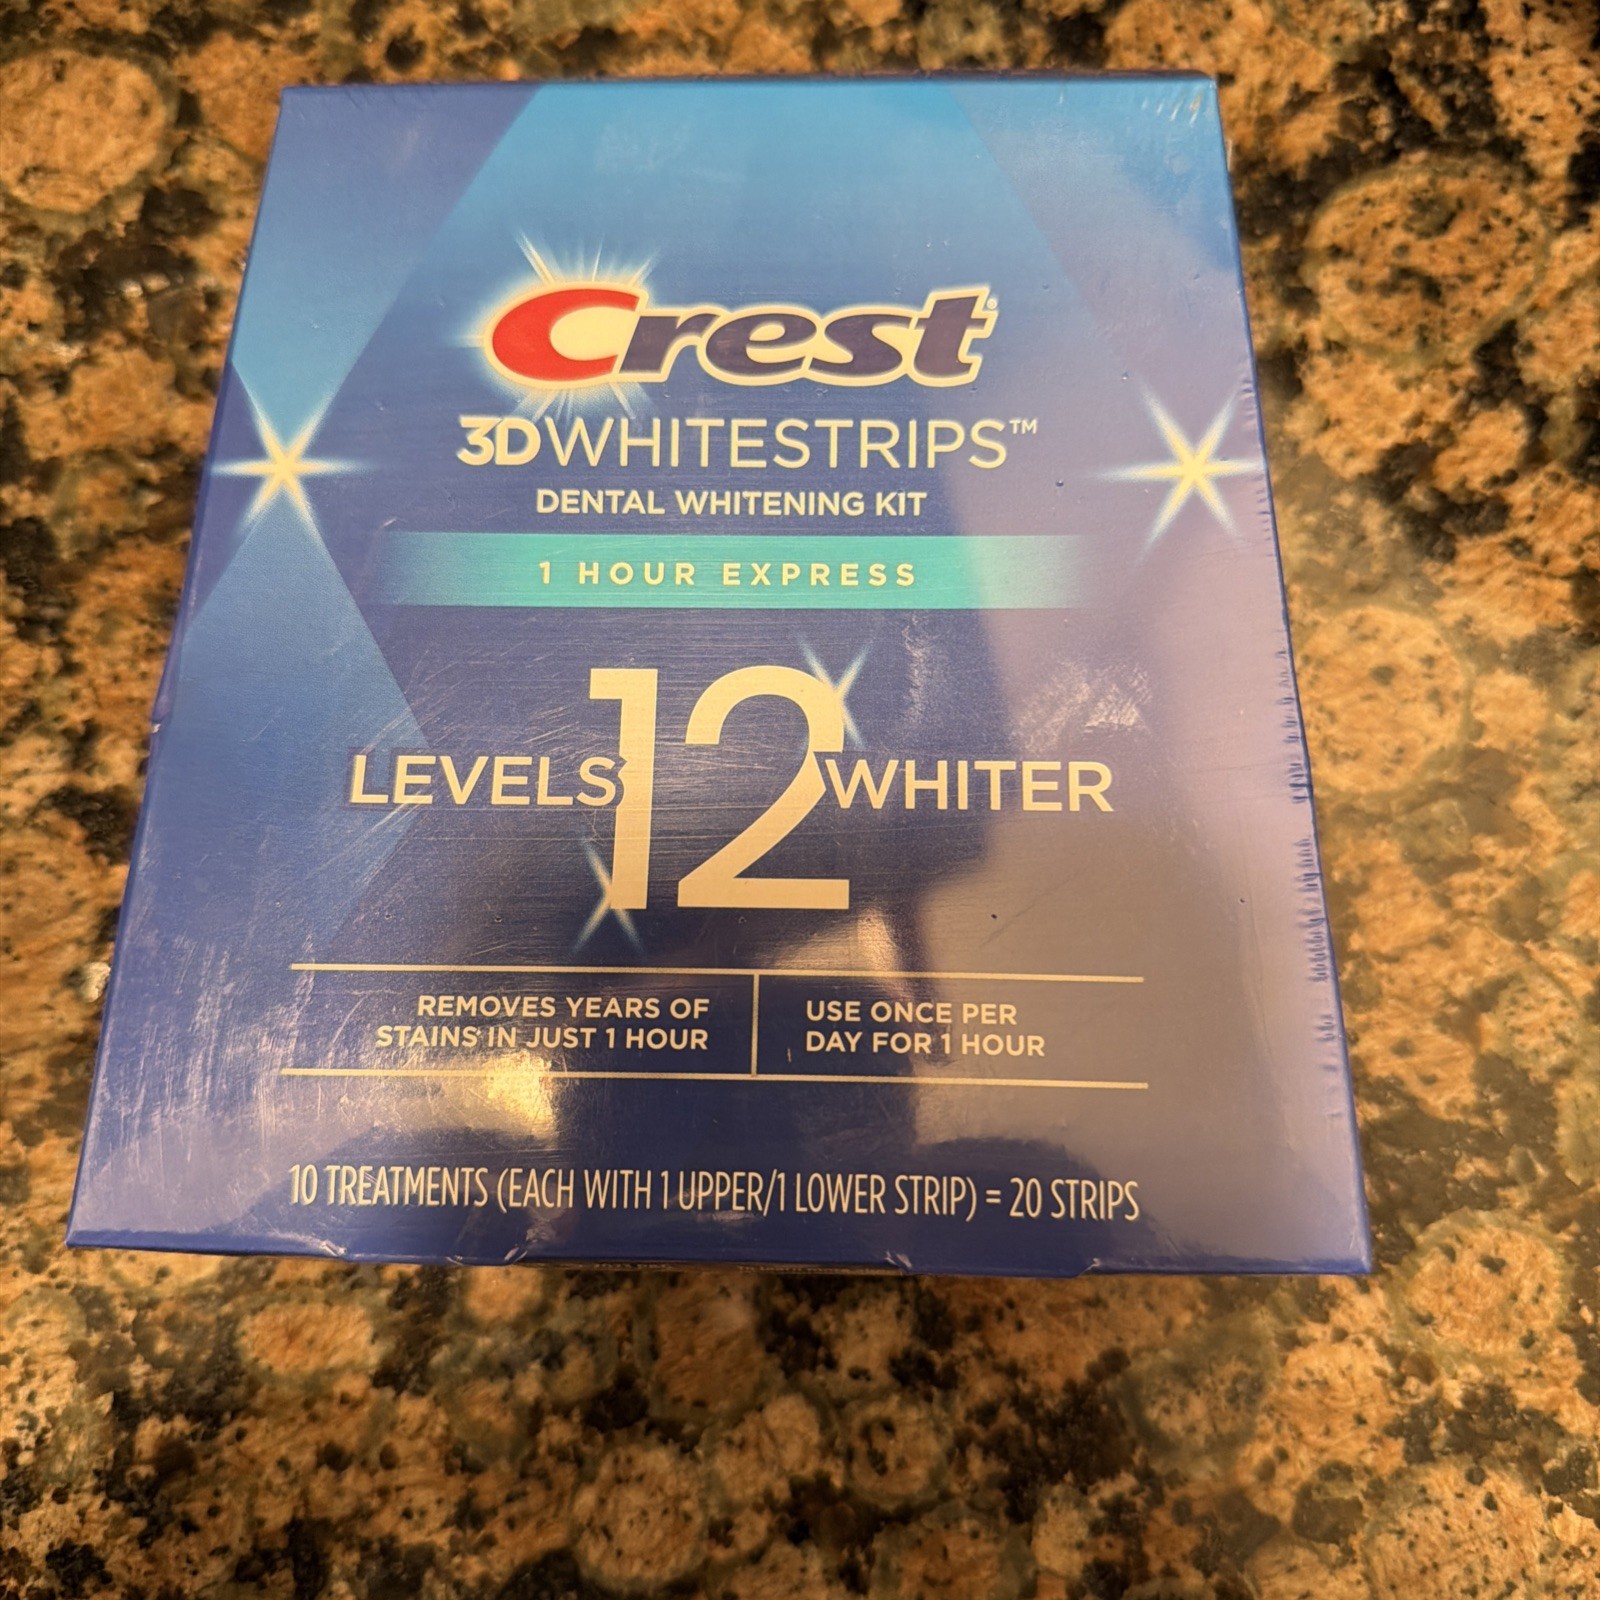 Crest®
3DWHITESTRIPS™
DENTAL WHITENING KIT
1 HOUR EXPRESS
LEVELS 12 WHITER
REMOVES YEARS OF
STAINS IN JUST 1 HOUR
USE ONCE PER
DAY FOR 1 HOUR
10 TREATMENTS (EACH WITH 1 UPPER/1 LOWER STRIP) = 20 STRIPS